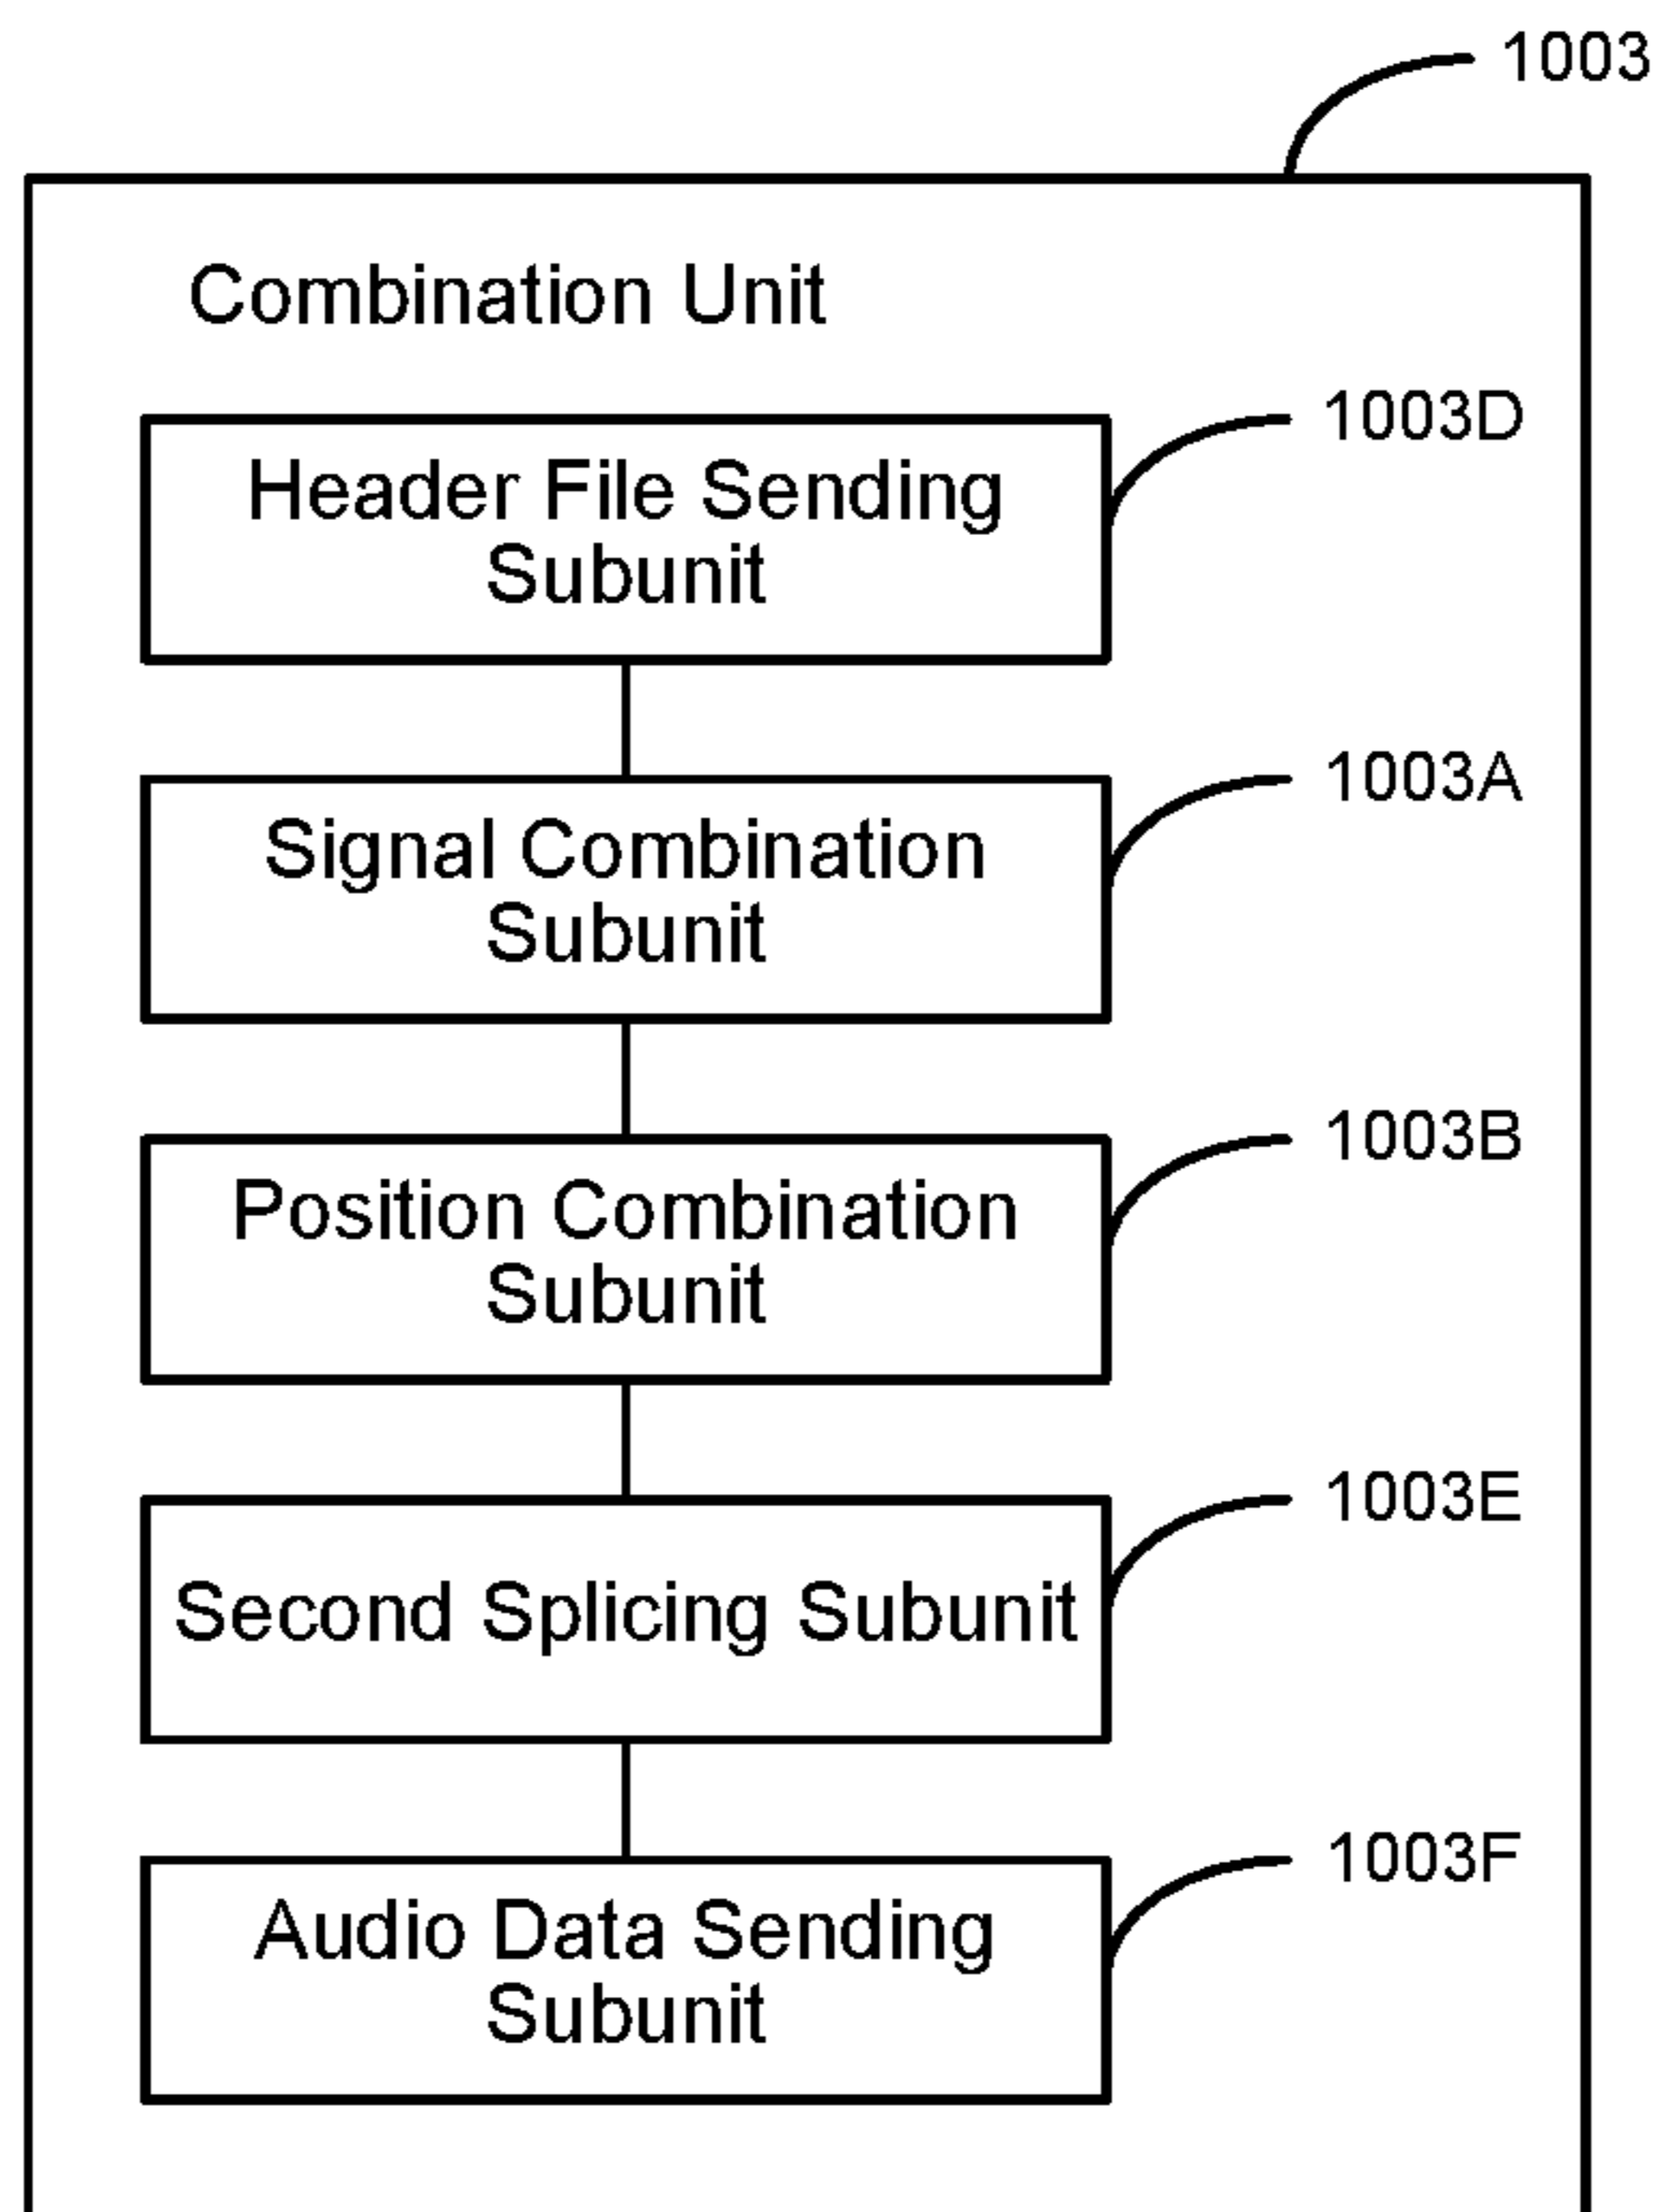 1003
Combination Unit
1003D
Header File Sending
Subunit
1003A
Signal Combination
Subunit
1003B
Position Combination
Subunit
1003E
Second Splicing Subunit
1003F
Audio Data Sending
Subunit